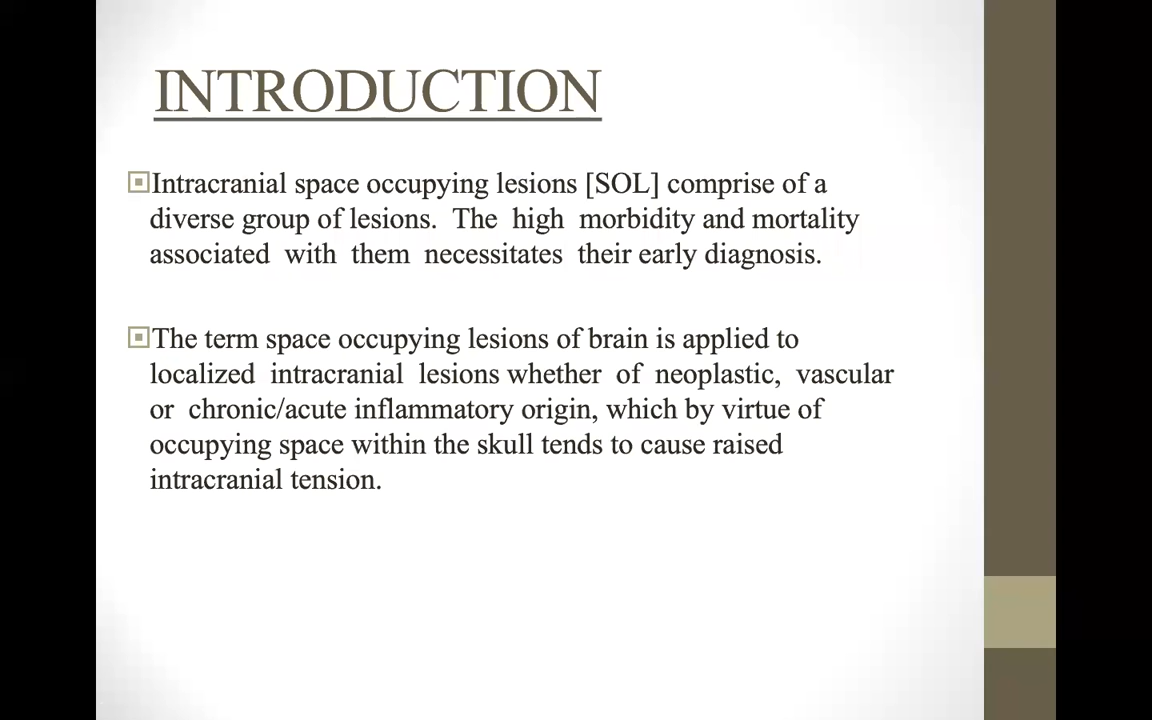 INTRODUCTION
Intracranial space occupying lesions [SOL] comprise of a
diverse group of lesions. The high morbidity and mortality
associated with them necessitates their early diagnosis.
The term space occupying lesions of brain is applied to
localized intracranial lesions whether of neoplastic, vascular
or chronic/acute inflammatory origin, which by virtue of
occupying space within the skull tends to cause raised
intracranial tension.